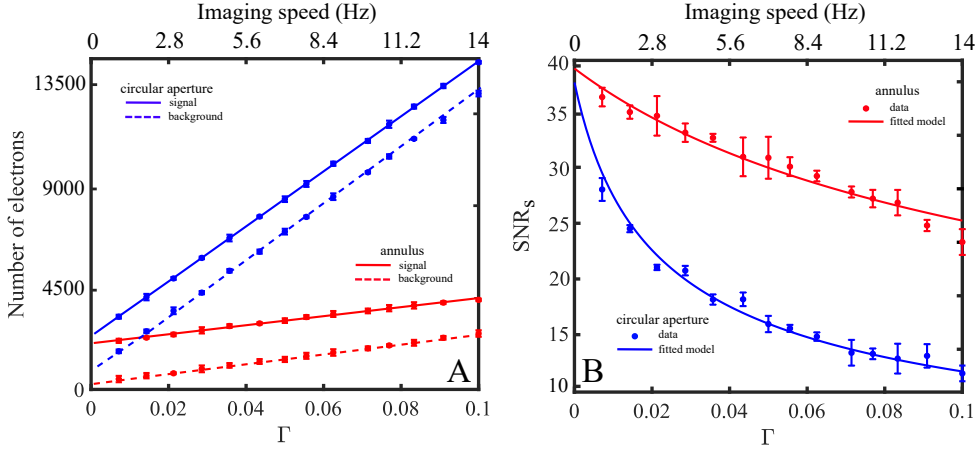 Imaging speed (Hz)
0 2.8 5.6 8.4 11.2 14
13500
9000
4500
0
Number of electrons
circular aperture
signal
background
annulus
signal
background
A
0 0.02 0.04 0.06 0.08 0.1
Γ
Imaging speed (Hz)
0 2.8 5.6 8.4 11.2 14
40
35
30
25
20
15
10
SNRs
annulus
data
fitted model
circular aperture
data
fitted model
B
0 0.02 0.04 0.06 0.08 0.1
Γ